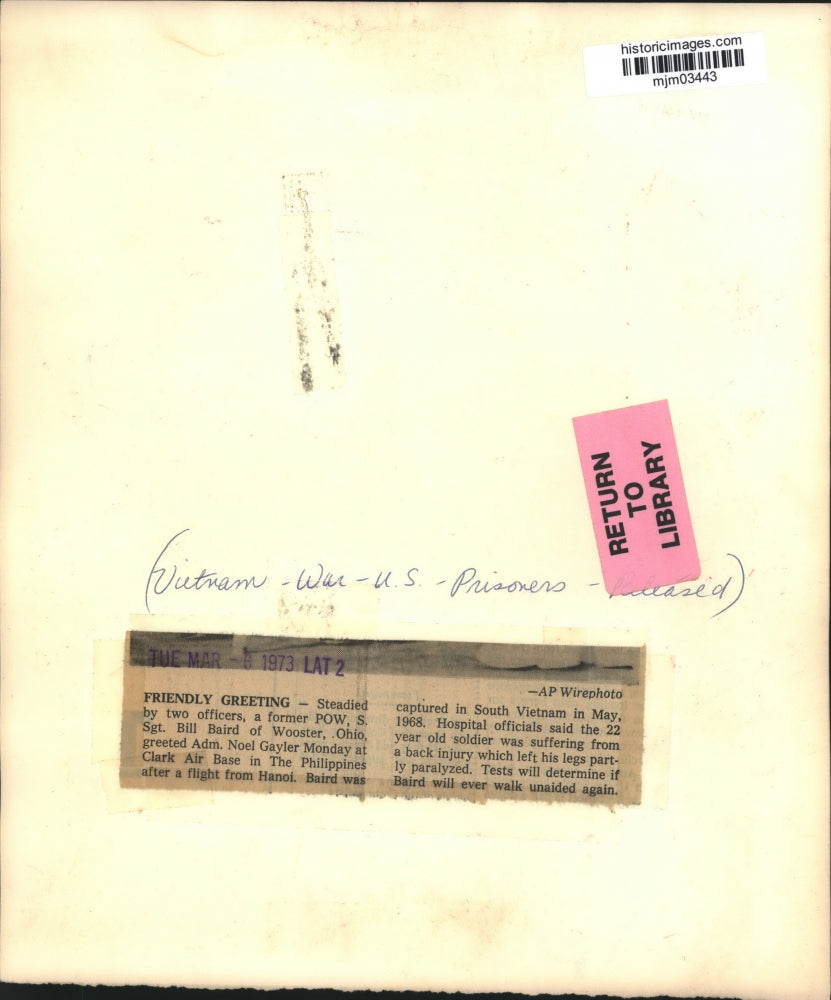 historicimages.com
mjm03443
RETURN
TO
LIBRARY
(Vietnam - War - U.S. - Prisoners - Released)
TUE MAR - 6 1973 LAT 2
FRIENDLY GREETING — Steadied
by two officers, a former POW, S.
Sgt. Bill Baird of Wooster, Ohio,
greeted Adm. Noel Gayler Monday at
Clark Air Base in The Philippines
after a flight from Hanoi. Baird was
—AP Wirephoto
captured in South Vietnam in May,
1968. Hospital officials said the 22
year old soldier was suffering from
a back injury which left his legs part-
ly paralyzed. Tests will determine if
Baird will ever walk unaided again.